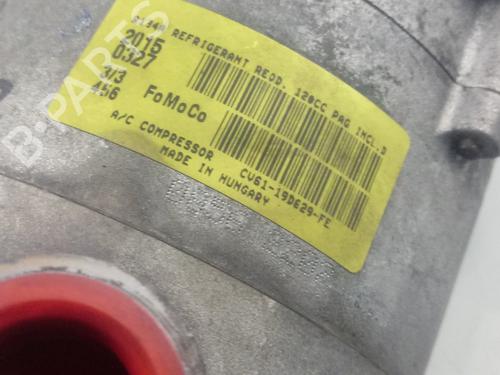 R134A REFRIGERANT REQD. 120CC PAG INCL.D
2015
0327
3/3
456
FoMoCo
A/C COMPRESSOR CV61-19D629-FE
MADE IN HUNGARY
B-PARTS